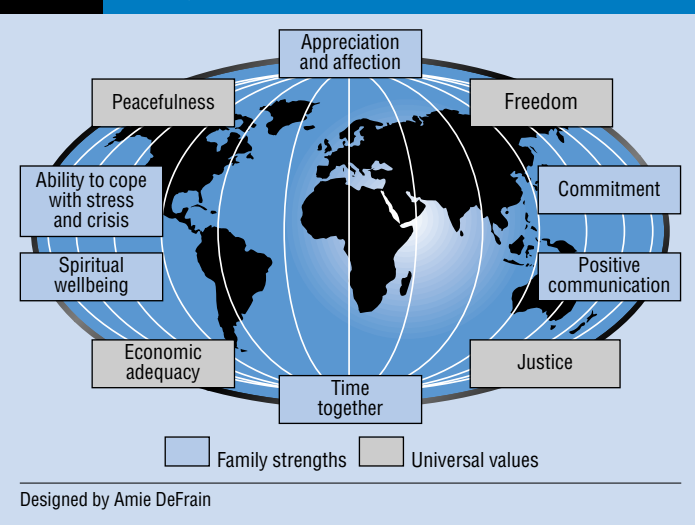 Appreciation
and affection
Peacefulness
Freedom
Ability to cope
with stress
and crisis
Commitment
Spiritual
wellbeing
Positive
communication
Economic
adequacy
Justice
Time
together
Family strengths
Universal values
Designed by Amie DeFrain